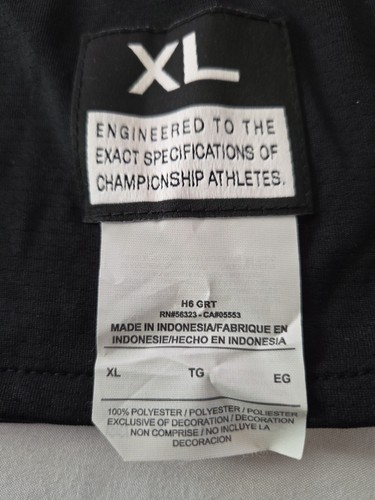 XL
ENGINEERED TO THE
EXACT SPECIFICATIONS OF
CHAMPIONSHIP ATHLETES.
H6 GRT
RN#56323 - CA#05553
MADE IN INDONESIA/FABRIQUE EN
INDONESIE/HECHO EN INDONESIA
XL TG EG
100% POLYESTER / POLYESTER / POLIESTER
EXCLUSIVE OF DECORATION / DECORATION
NON COMPRISE / NO INCLUYE LA
DECORACION